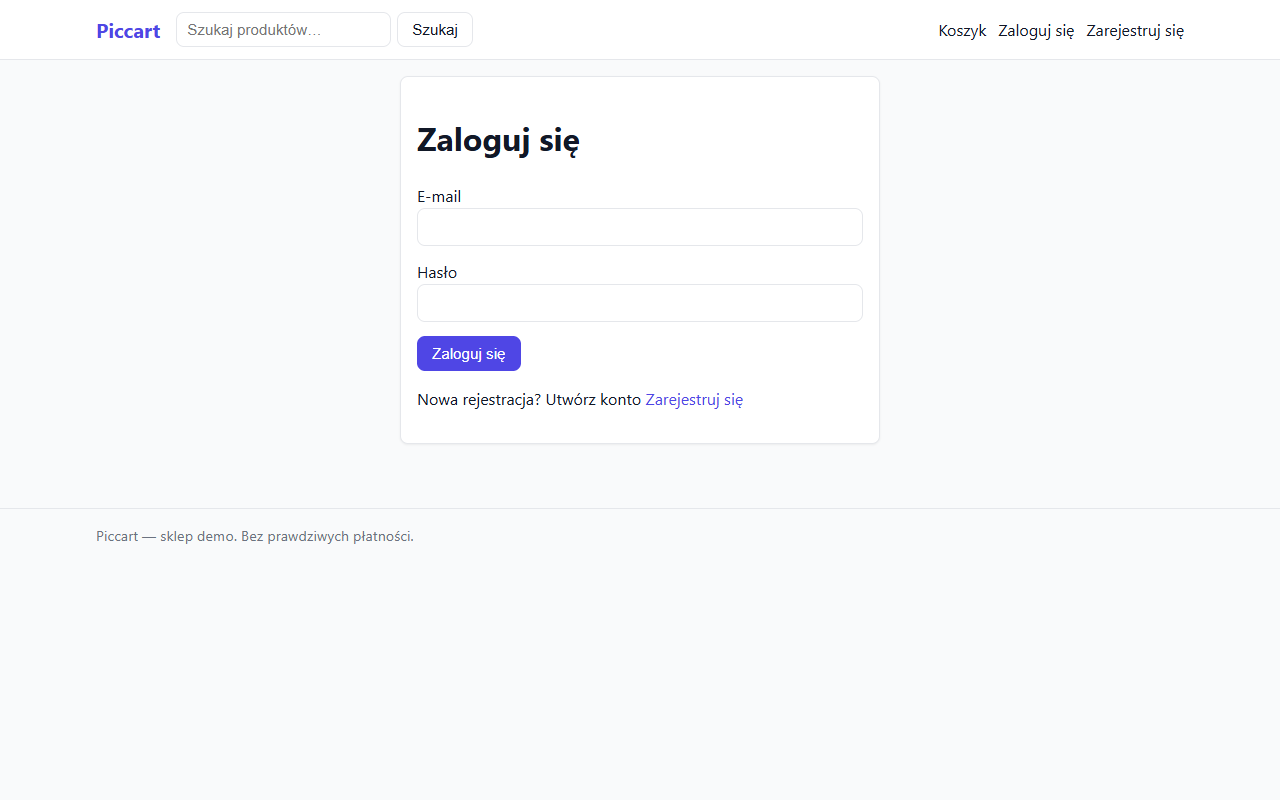 Piccart Szukaj produktów… Szukaj Koszyk Zaloguj się Zarejestruj się
Zaloguj się
E-mail
Hasło
Zaloguj się
Nowa rejestracja? Utwórz konto Zarejestruj się
Piccart — sklep demo. Bez prawdziwych płatności.